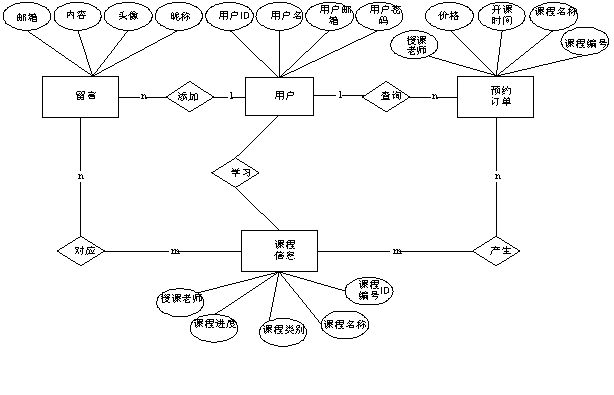 邮箱
内容
头像
昵称
用户ID
用户名
用户邮
箱
用户密
码
价格
开课
时间
课程名称
授课
老师
课程编号
留言
n
添加
1
用户
1
查询
n
预约
订单
学习
n
n
对应
m
课程
信息
m
产生
授课老师
课程进度
课程类别
课程名称
课程
编号ID